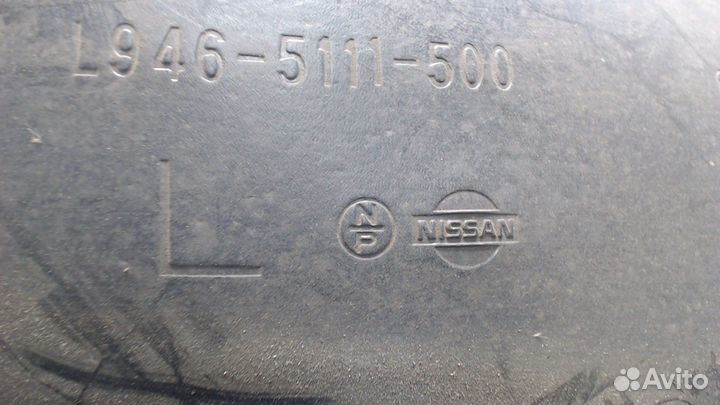 L946-5111-500
L
N
P
NISSAN
Avito